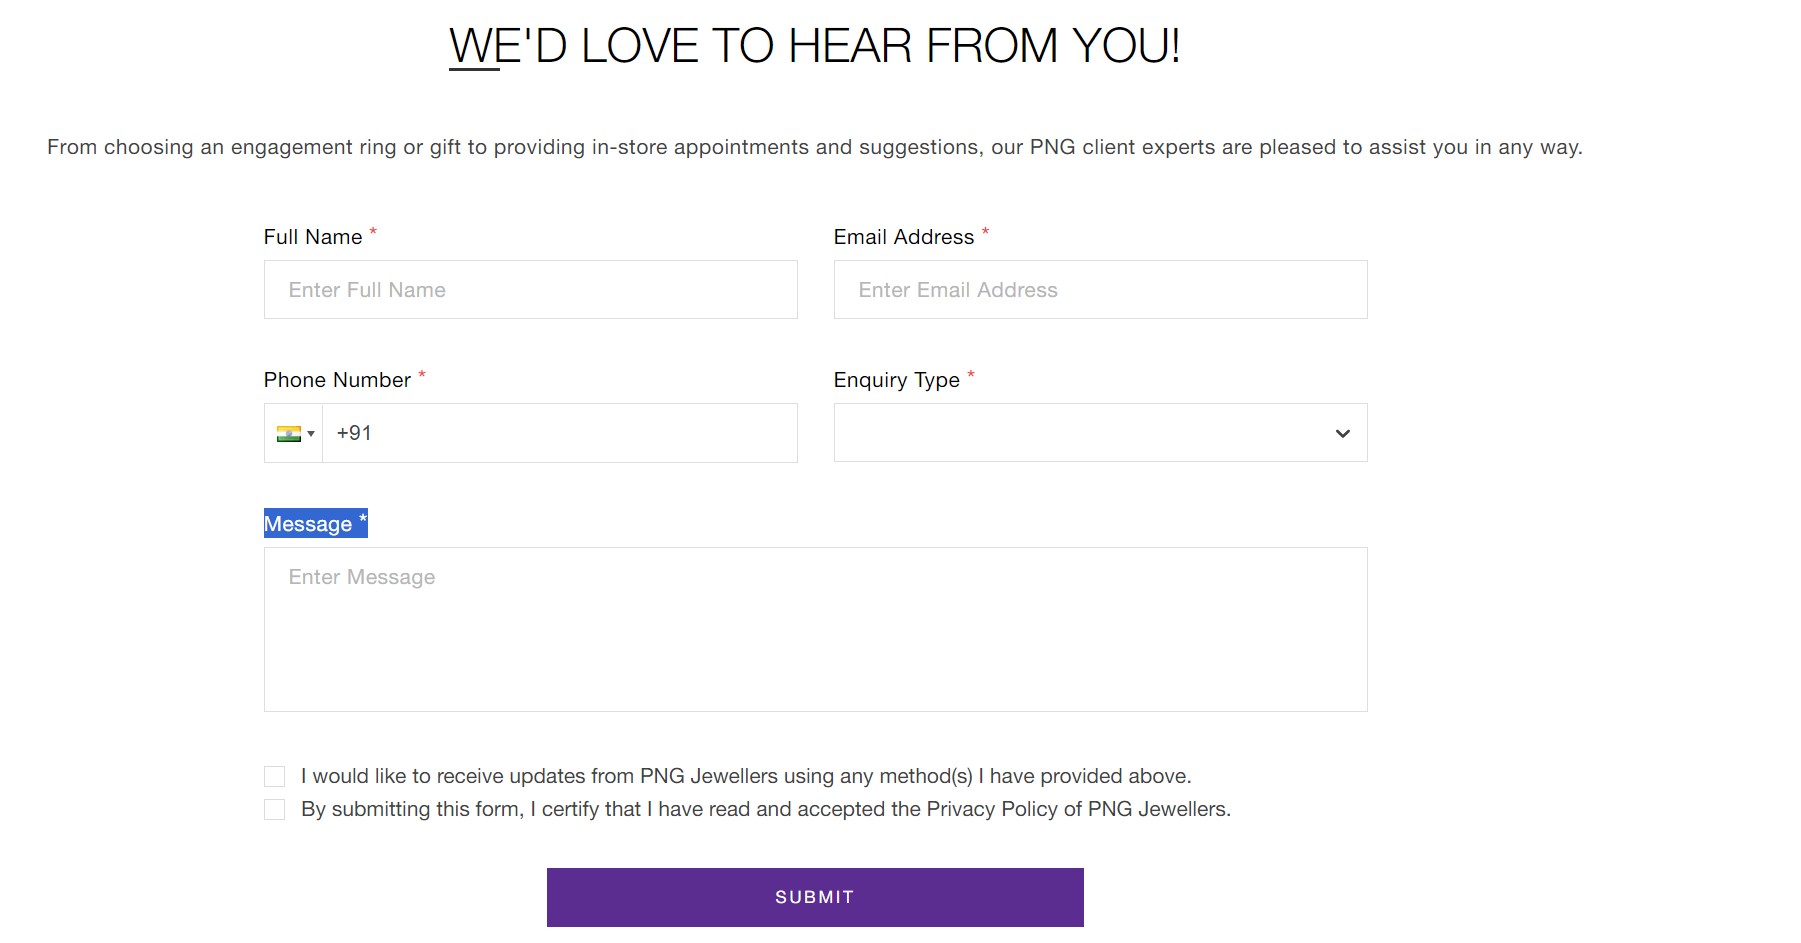 WE'D LOVE TO HEAR FROM YOU!
From choosing an engagement ring or gift to providing in-store appointments and suggestions, our PNG client experts are pleased to assist you in any way.
Full Name *
Email Address *
Enter Full Name
Enter Email Address
Phone Number *
Enquiry Type *
+91
Message *
Enter Message
I would like to receive updates from PNG Jewellers using any method(s) I have provided above.
By submitting this form, I certify that I have read and accepted the Privacy Policy of PNG Jewellers.
SUBMIT